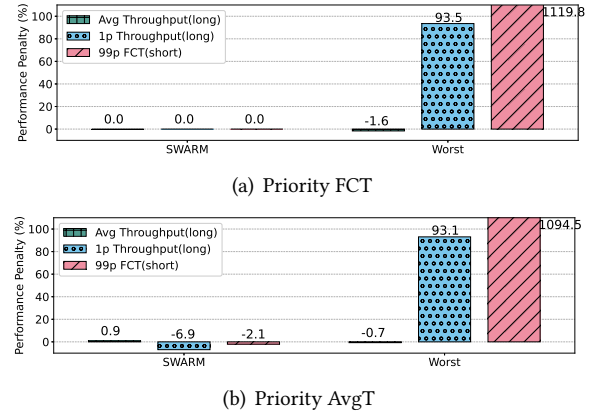 Performance Penalty (%)
100
80
60
40
20
0
Avg Throughput(long)
1p Throughput(long)
99p FCT(short)
0.0
0.0
0.0
-1.6
93.5
1119.8
SWARM
Worst
(a) Priority FCT
Performance Penalty (%)
100
80
60
40
20
0
Avg Throughput(long)
1p Throughput(long)
99p FCT(short)
0.9
-6.9
-2.1
-0.7
93.1
1094.5
SWARM
Worst
(b) Priority AvgT